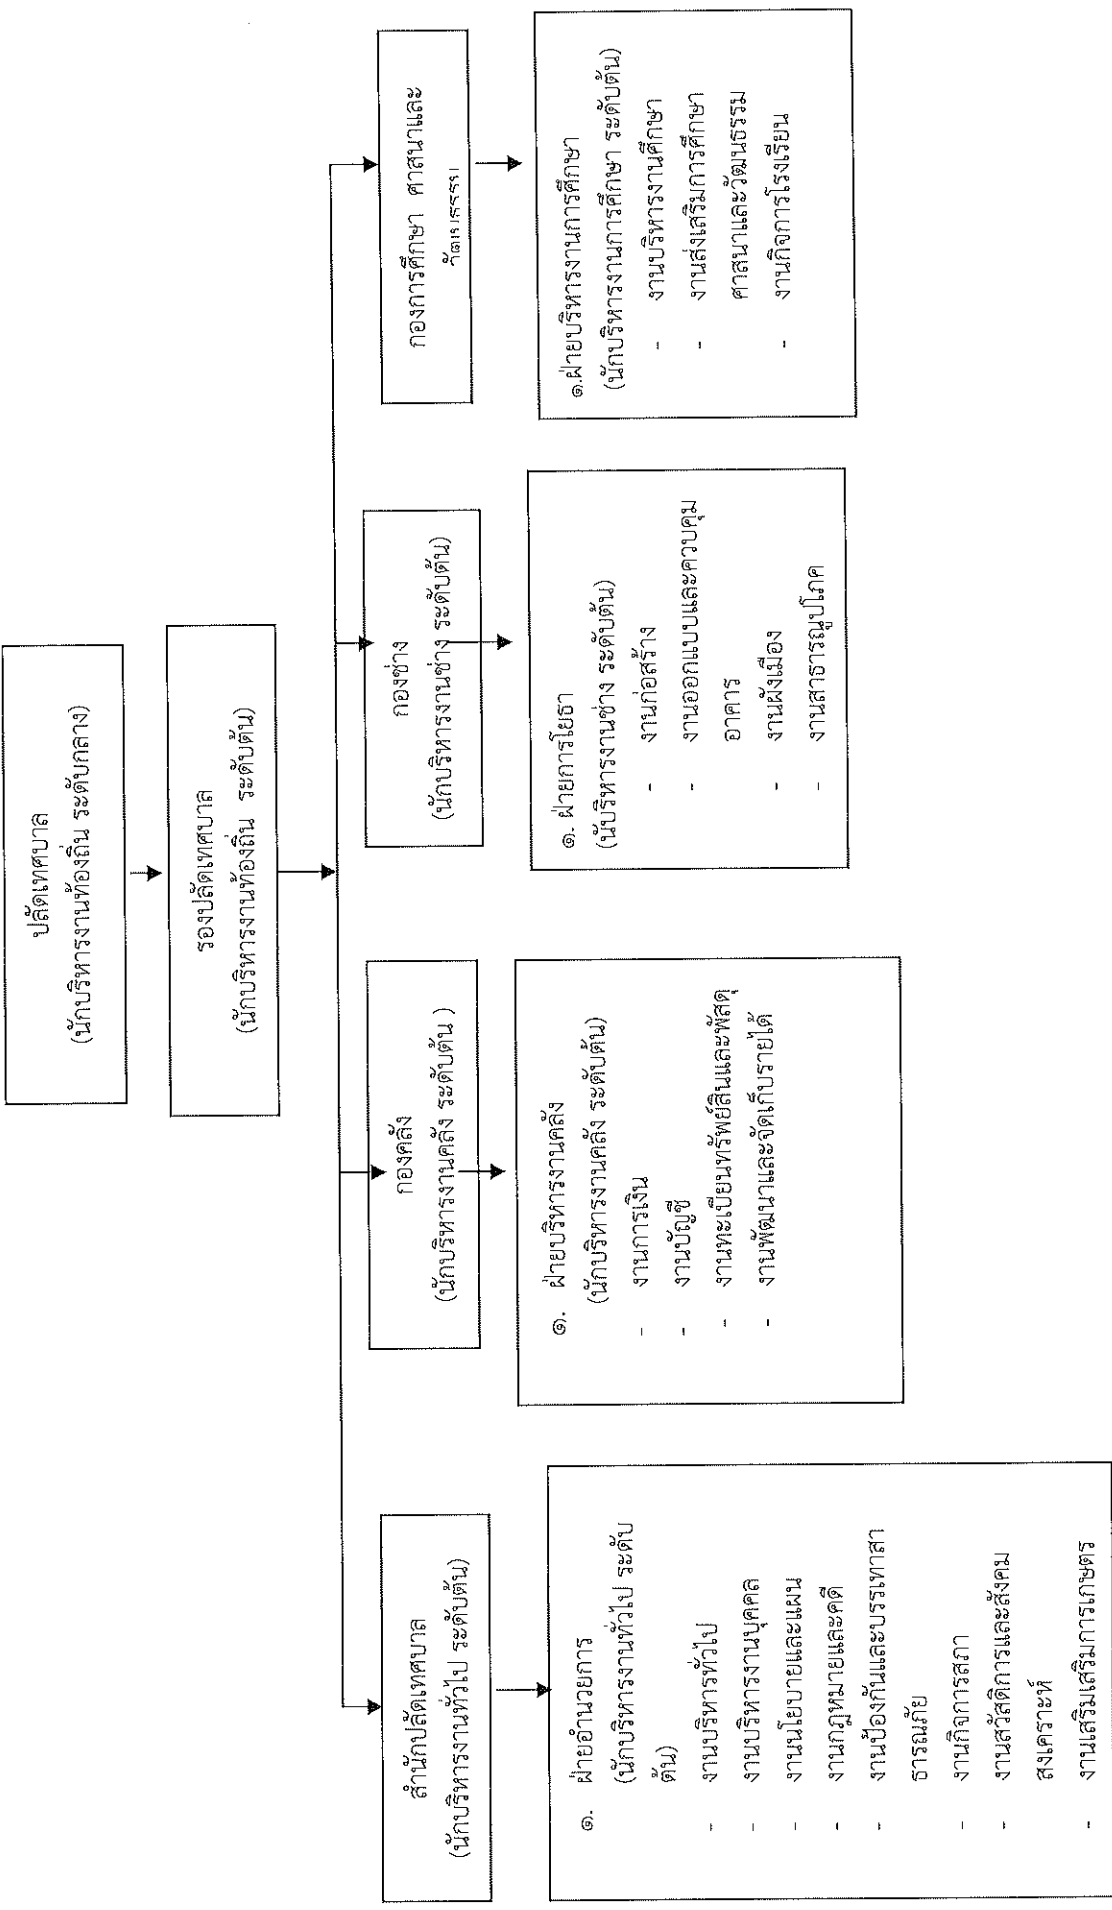 ปลัดเทศบาล
(นักบริหารงานท้องถิ่น ระดับกลาง)
รองปลัดเทศบาล
(นักบริหารงานท้องถิ่น ระดับต้น)
สำนักปลัดเทศบาล
(นักบริหารงานทั่วไป ระดับต้น)
กองคลัง
(นักบริหารงานคลัง ระดับต้น )
กองช่าง
(นักบริหารงานช่าง ระดับต้น)
กองการศึกษา ศาสนาและ
๑. ฝ่ายอำนวยการ
(นักบริหารงานทั่วไป ระดับ
ต้น)
- งานบริหารทั่วไป
- งานบริหารงานบุคคล
- งานนโยบายและแผน
- งานกฎหมายและคดี
- งานป้องกันและบรรเทาสา
ธารณภัย
- งานกิจการสภา
- งานสวัสดิการและสังคม
สงเคราะห์
- งานเสริมเสริมการเกษตร
๑. ฝ่ายบริหารงานคลัง
(นักบริหารงานคลัง ระดับต้น)
- งานการเงิน
- งานบัญชี
- งานทะเบียนทรัพย์สินและพัสดุ
- งานพัฒนาและจัดเก็บรายได้
๑. ฝ่ายการโยธา
(นับริหารงานช่าง ระดับต้น)
- งานก่อสร้าง
- งานออกแบบและควบคุม
อาคาร
- งานผังเมือง
- งานสาธารณูปโภค
๑.ฝ่ายบริหารงานการศึกษา
(นักบริหารงานการศึกษา ระดับต้น)
- งานบริหารงานศึกษา
- งานส่งเสริมการศึกษา
ศาสนาและวัฒนธรรม
- งานกิจการโรงเรียน